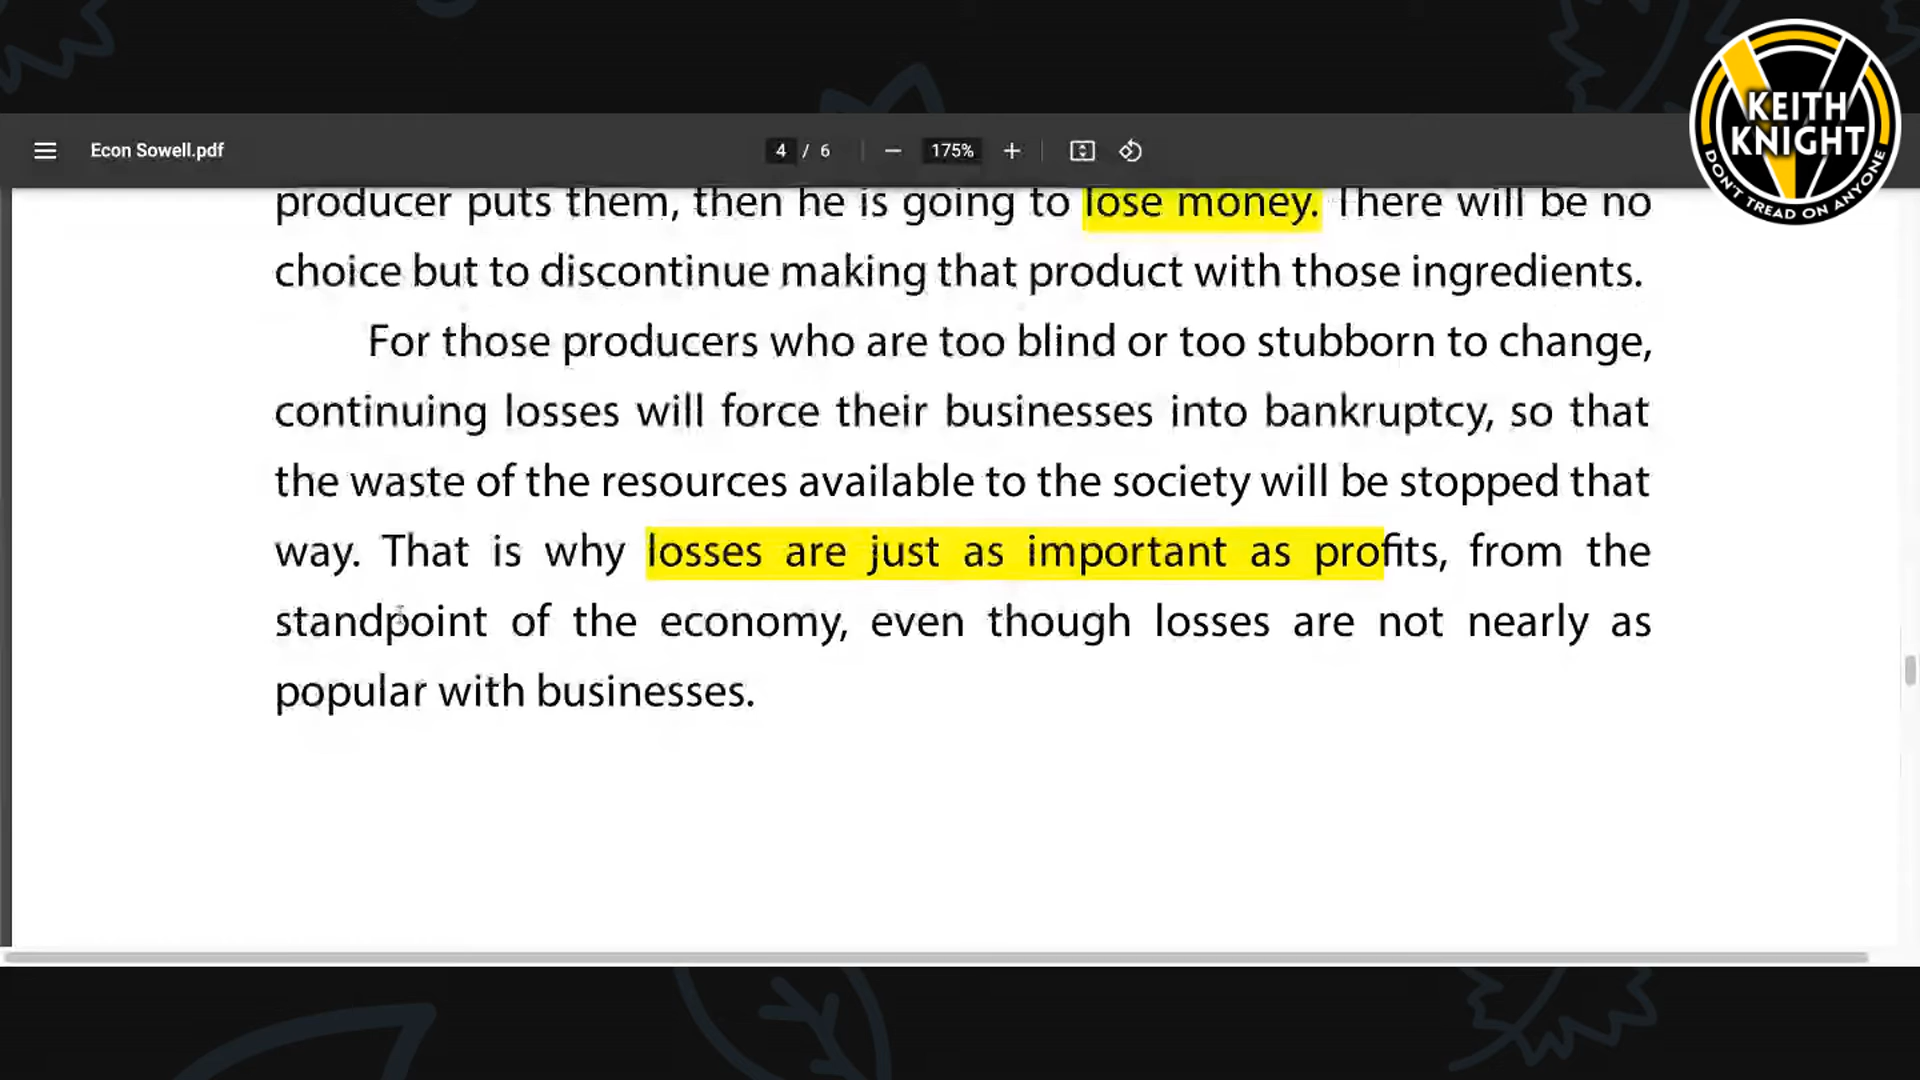 KEITH
KNIGHT
DON'T TREAD ON ANYONE
Econ Sowell.pdf
4 / 6
175%
producer puts them, then he is going to lose money. There will be no
choice but to discontinue making that product with those ingredients.
For those producers who are too blind or too stubborn to change,
continuing losses will force their businesses into bankruptcy, so that
the waste of the resources available to the society will be stopped that
way. That is why losses are just as important as profits, from the
standpoint of the economy, even though losses are not nearly as
popular with businesses.